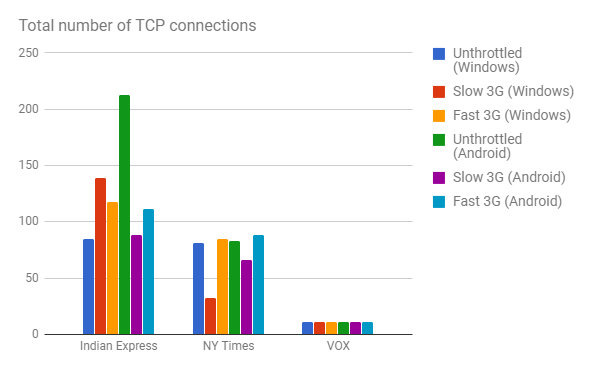 Total number of TCP connections
250
200
150
100
50
0
Indian Express
NY Times
VOX
Unthrottled
(Windows)
Slow 3G (Windows)
Fast 3G (Windows)
Unthrottled
(Android)
Slow 3G (Android)
Fast 3G (Android)